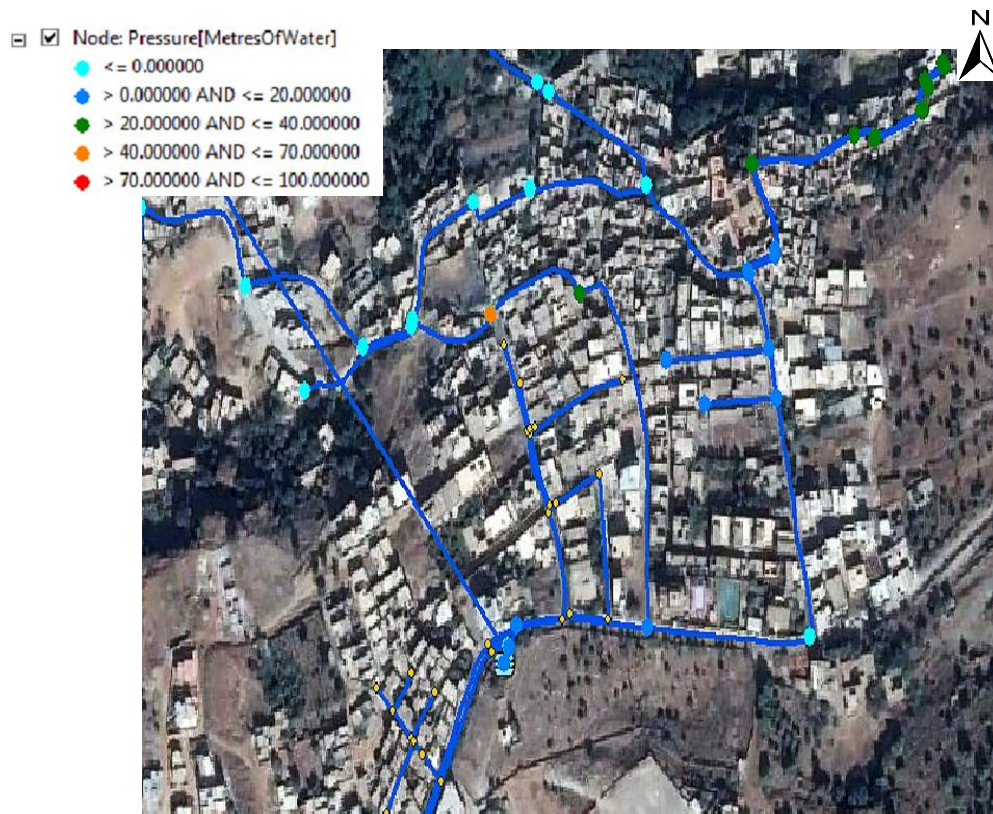 N
Node: Pressure[MetresOfWater]
<= 0.000000
> 0.000000 AND <= 20.000000
> 20.000000 AND <= 40.000000
> 40.000000 AND <= 70.000000
> 70.000000 AND <= 100.000000